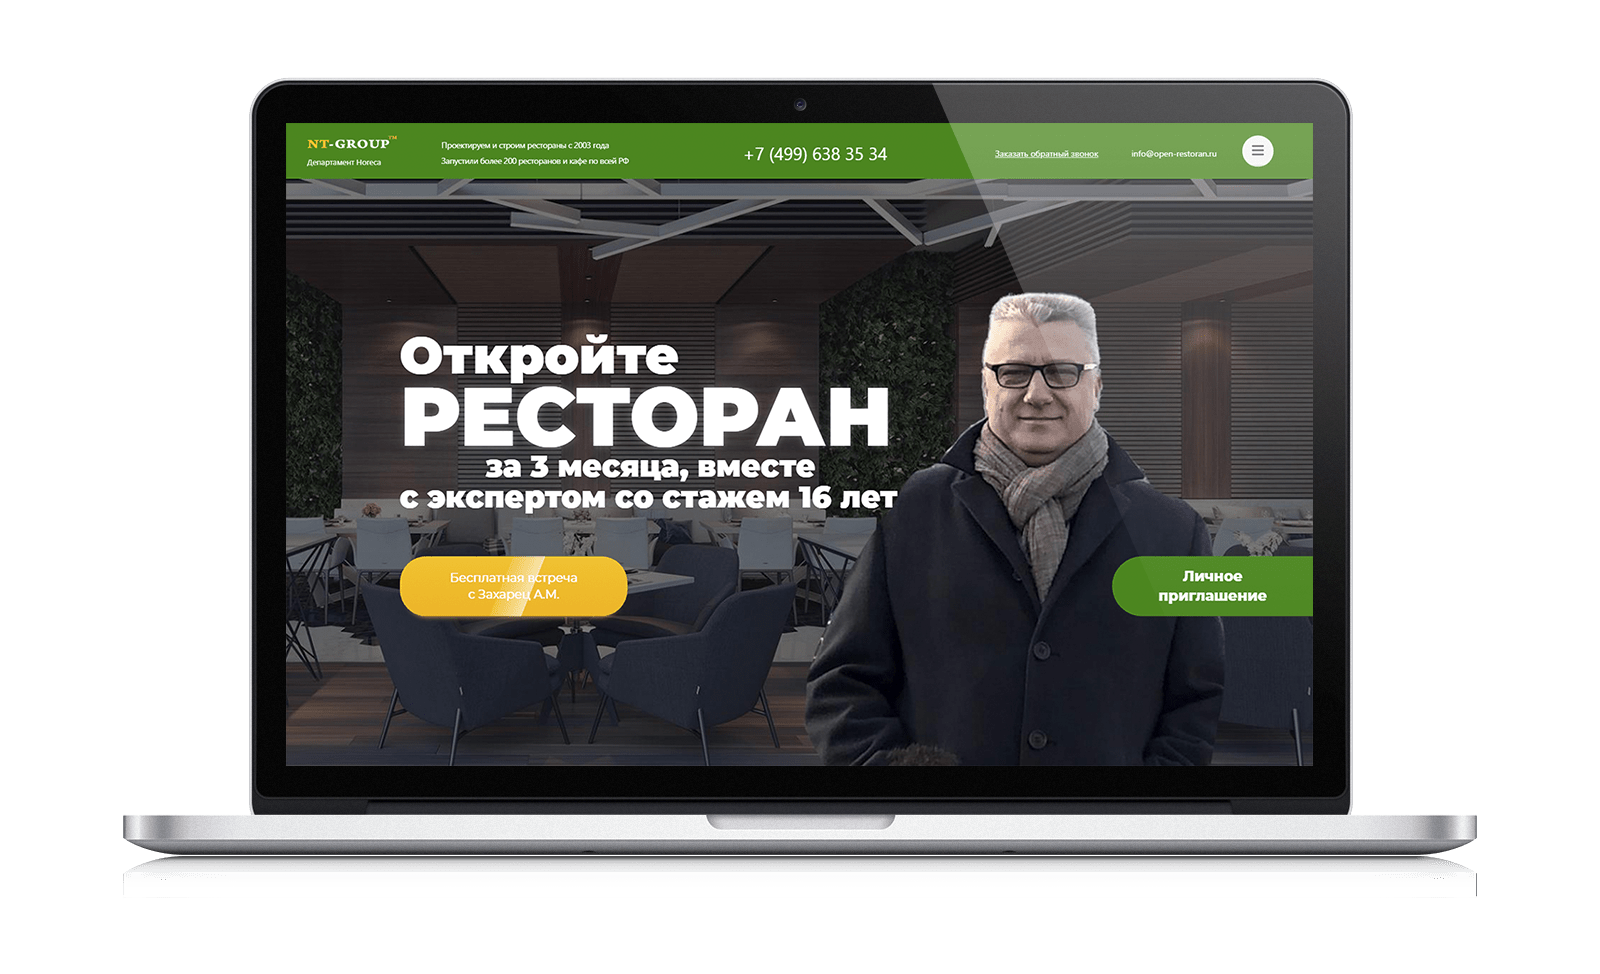 NT-GROUP™
Департамент Horeca
Проектируем и строим рестораны с 2003 года
Запустили более 200 ресторанов и кафе по всей РФ
+7 (499) 638 35 34
Заказать обратный звонок
info@open-restoran.ru
Откройте
РЕСТОРАН
за 3 месяца, вместе
с экспертом со стажем 16 лет
Бесплатная встреча
с Захарец А.М.
Личное
приглашение